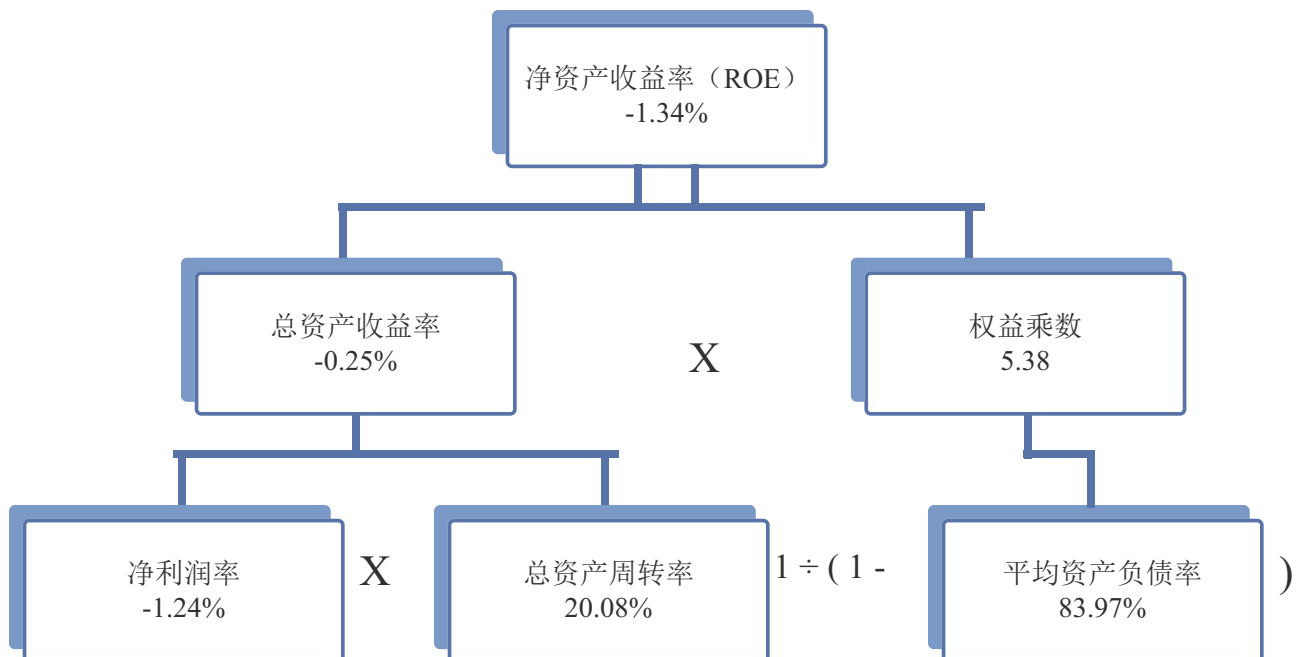 净资产收益率（ROE）
-1.34%
总资产收益率
-0.25%
X
权益乘数
5.38
净利润率
-1.24%
X
总资产周转率
20.08%
1 ÷ ( 1 -
平均资产负债率
83.97%
)